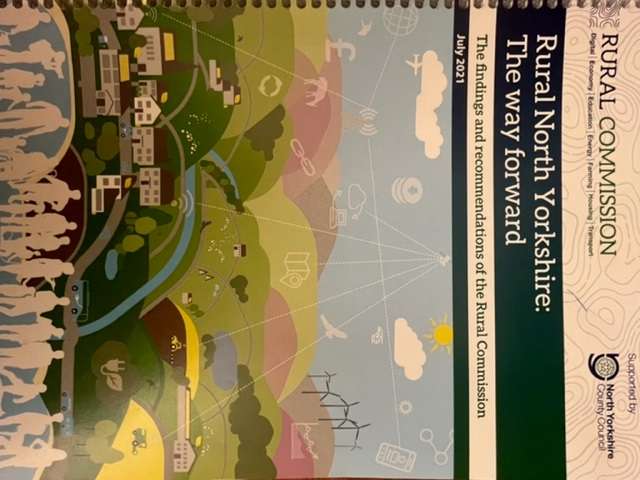 RURAL COMMISSION
Digital | Economy | Education | Energy | Farming | Housing | Transport
Supported by
North Yorkshire
County Council
Rural North Yorkshire:
The way forward
The findings and recommendations of the Rural Commission
July 2021